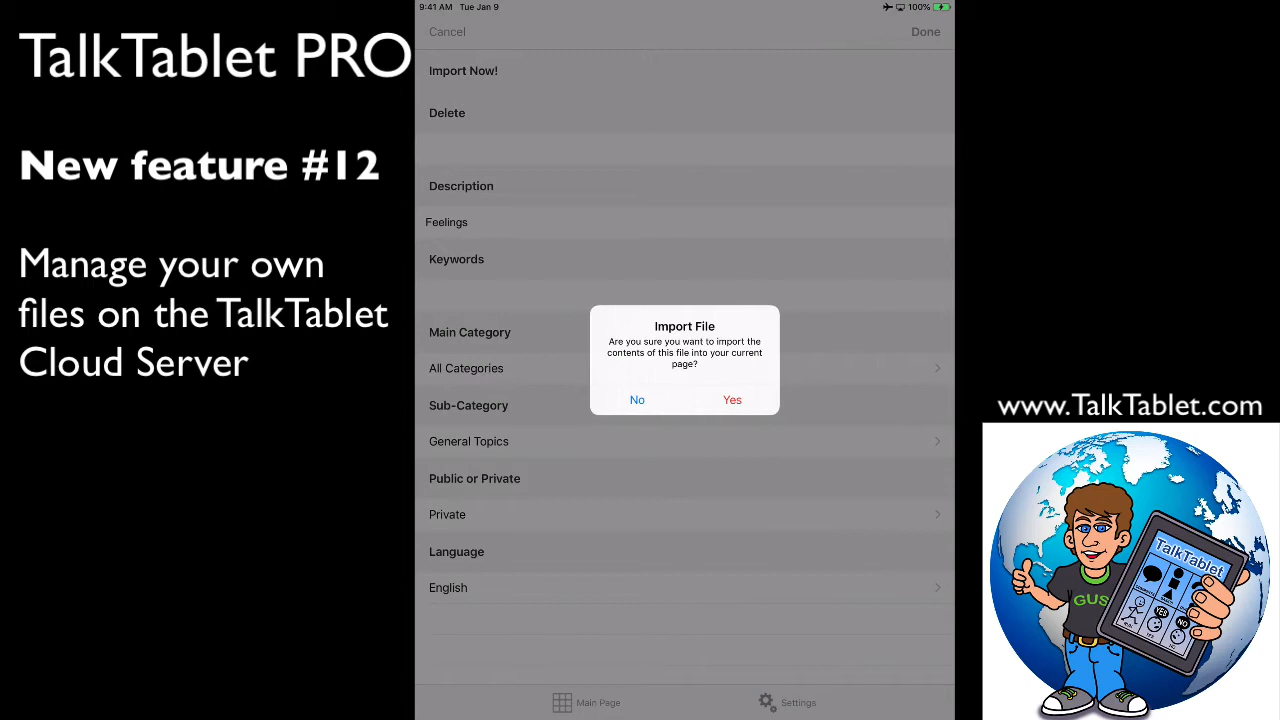 TalkTablet PRO
New feature #12
Manage your own
files on the TalkTablet
Cloud Server
9:41 AM Tue Jan 9
100%
Cancel
Done
Import Now!
Delete
Description
Feelings
Keywords
Main Category
All Categories
Sub-Category
General Topics
Public or Private
Private
Language
English
Import File
Are you sure you want to import the
contents of this file into your current
page?
No
Yes
Main Page
Settings
www.TalkTablet.com
TalkTablet
GUS
YES
NO